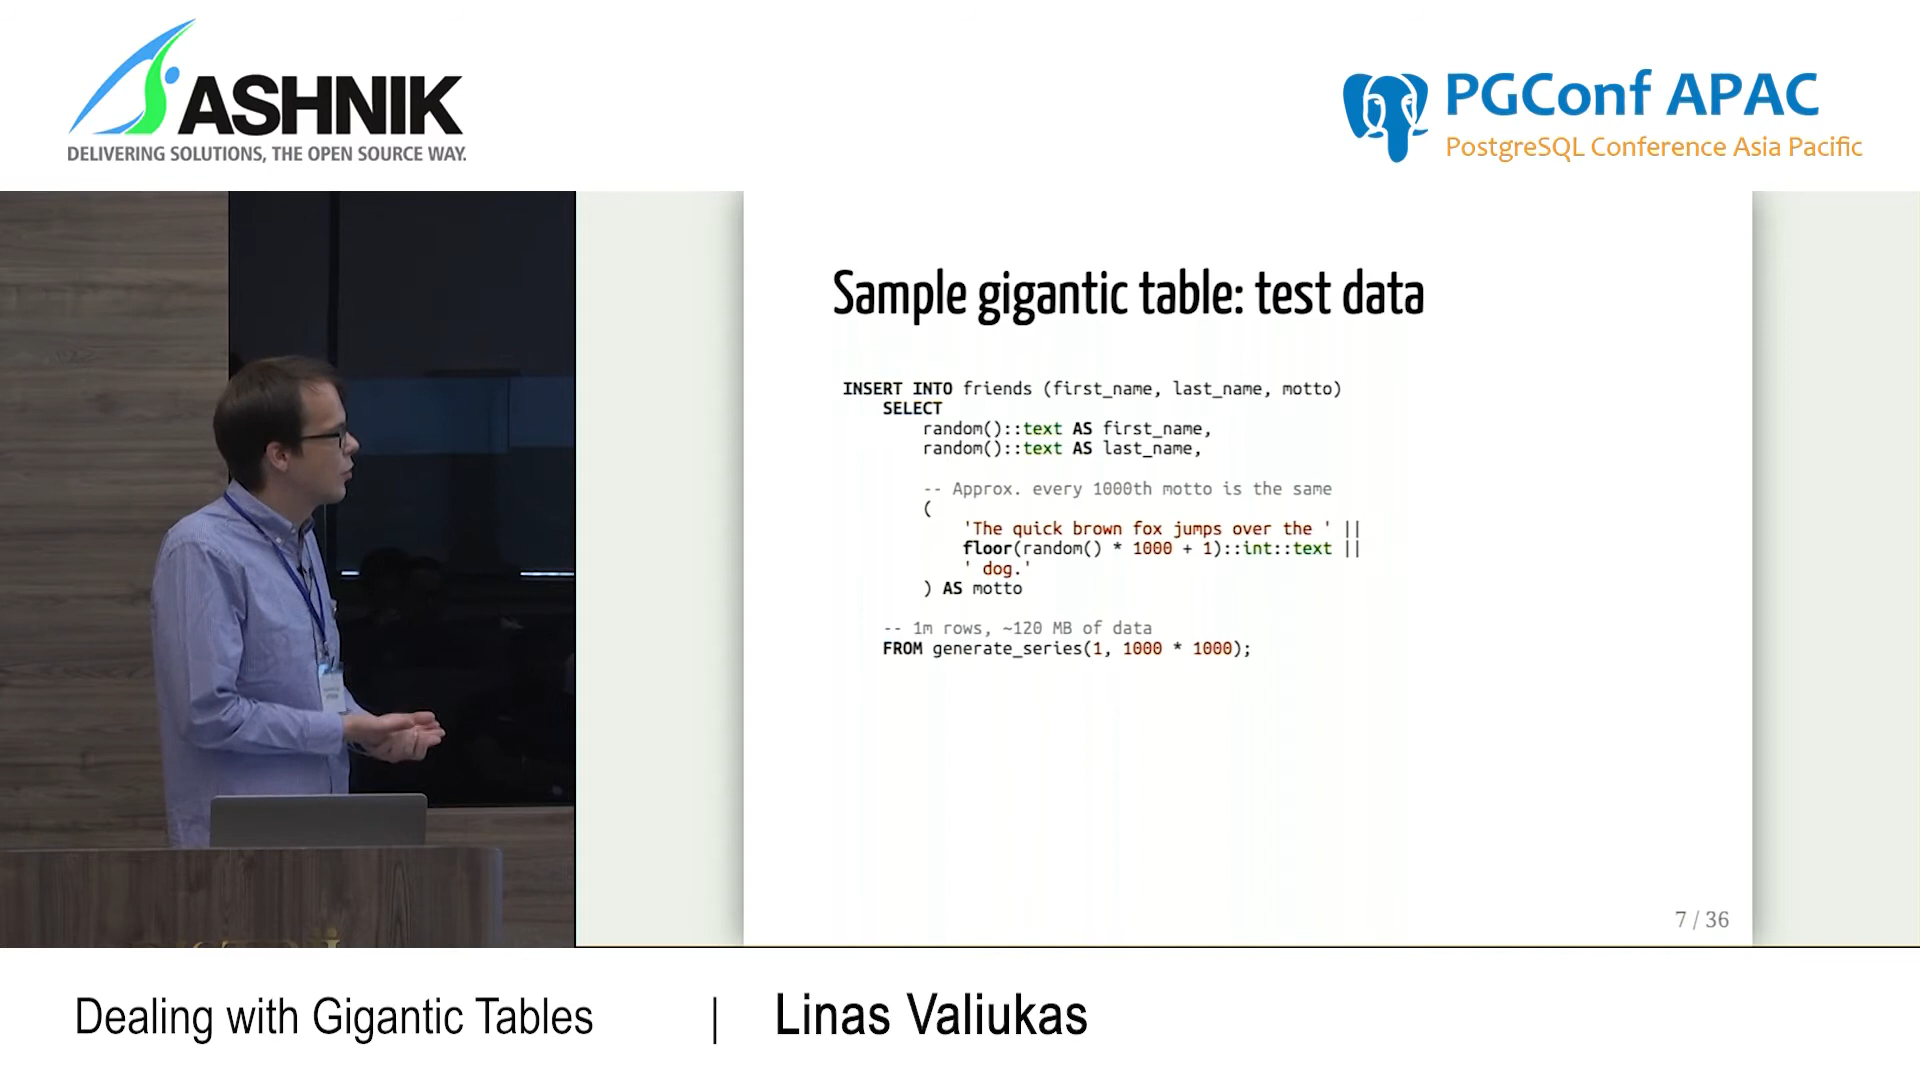 ASHNIK
DELIVERING SOLUTIONS, THE OPEN SOURCE WAY.
PGConf APAC
PostgreSQL Conference Asia Pacific
Sample gigantic table: test data
INSERT INTO friends (first_name, last_name, motto)
SELECT
random()::text AS first_name,
random()::text AS last_name,
-- Approx. every 1000th motto is the same
(
'The quick brown fox jumps over the ' ||
floor(random() * 1000 + 1)::int::text ||
' dog.'
) AS motto
-- 1m rows, ~120 MB of data
FROM generate_series(1, 1000 * 1000);
7 / 36
Dealing with Gigantic Tables | Linas Valiukas